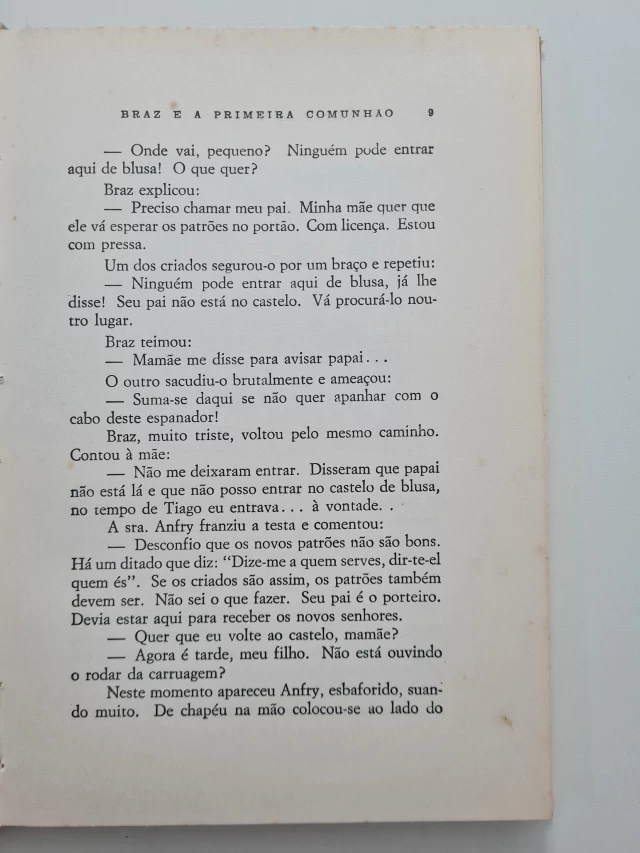 BRAZ E A PRIMEIRA COMUNHÃO 9
— Onde vai, pequeno? Ninguém pode entrar
aqui de blusa! O que quer?
Braz explicou:
— Preciso chamar meu pai. Minha mãe quer que
ele vá esperar os patrões no portão. Com licença. Estou
com pressa.
Um dos criados segurou-o por um braço e repetiu:
— Ninguém pode entrar aqui de blusa, já lhe
disse! Seu pai não está no castelo. Vá procurá-lo nou-
tro lugar.
Braz teimou:
— Mamãe me disse para avisar papai...
O outro sacudiu-o brutalmente e ameaçou:
— Suma-se daqui se não quer apanhar com o
cabo deste espanador!
Braz, muito triste, voltou pelo mesmo caminho.
Contou à mãe:
— Não me deixaram entrar. Disseram que papai
não está lá e que não posso entrar no castelo de blusa,
no tempo de Tiago eu entrava... à vontade. .
A sra. Anfry franziu a testa e comentou:
— Desconfio que os novos patrões não são bons.
Há um ditado que diz: “Dize-me a quem serves, dir-te-ei
quem és”. Se os criados são assim, os patrões também
devem ser. Não sei o que fazer. Seu pai é o porteiro.
Devia estar aqui para receber os novos senhores.
— Quer que eu volte ao castelo, mamãe?
— Agora é tarde, meu filho. Não está ouvindo
o rodar da carruagem?
Neste momento apareceu Anfry, esbaforido, suan-
do muito. De chapéu na mão colocou-se ao lado do